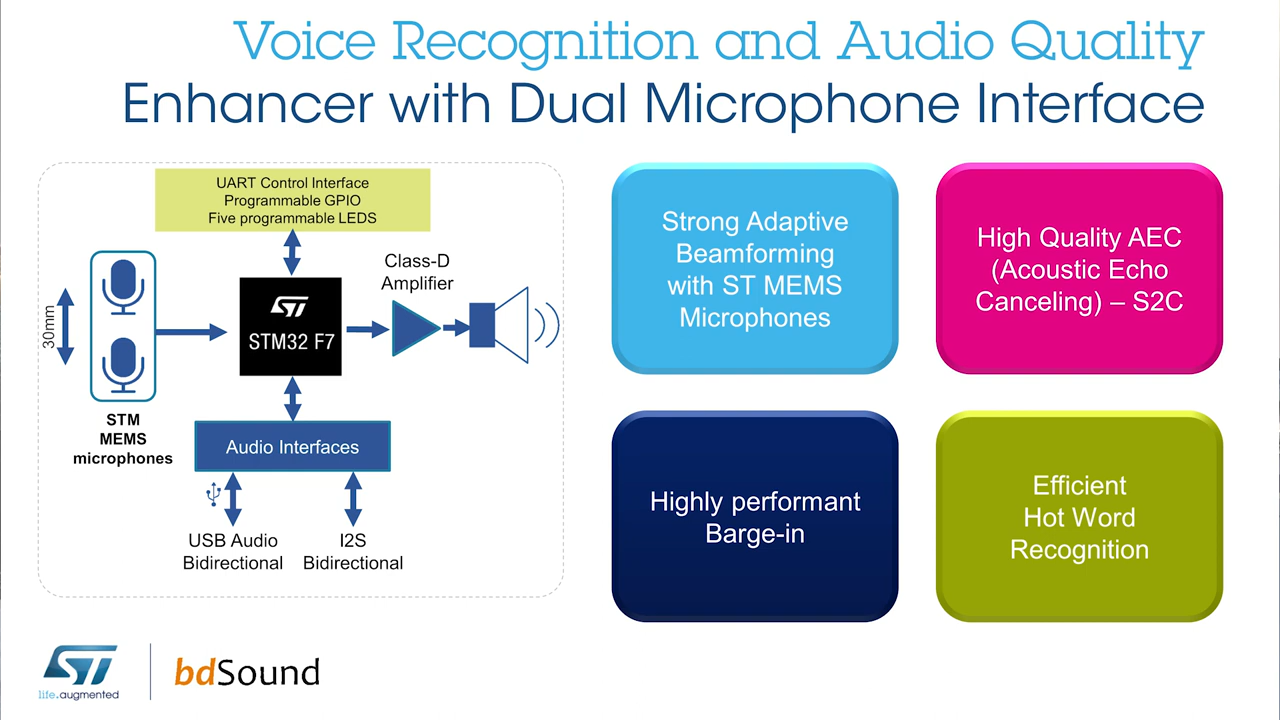 Voice Recognition and Audio Quality
Enhancer with Dual Microphone Interface
UART Control Interface
Programmable GPIO
Five programmable LEDS
30mm
STM
MEMS
microphones
ST
STM32 F7
Class-D
Amplifier
Audio Interfaces
USB Audio
Bidirectional
I2S
Bidirectional
Strong Adaptive
Beamforming
with ST MEMS
Microphones
High Quality AEC
(Acoustic Echo
Canceling) – S2C
Highly performant
Barge-in
Efficient
Hot Word
Recognition
ST
life.augmented
bdSound